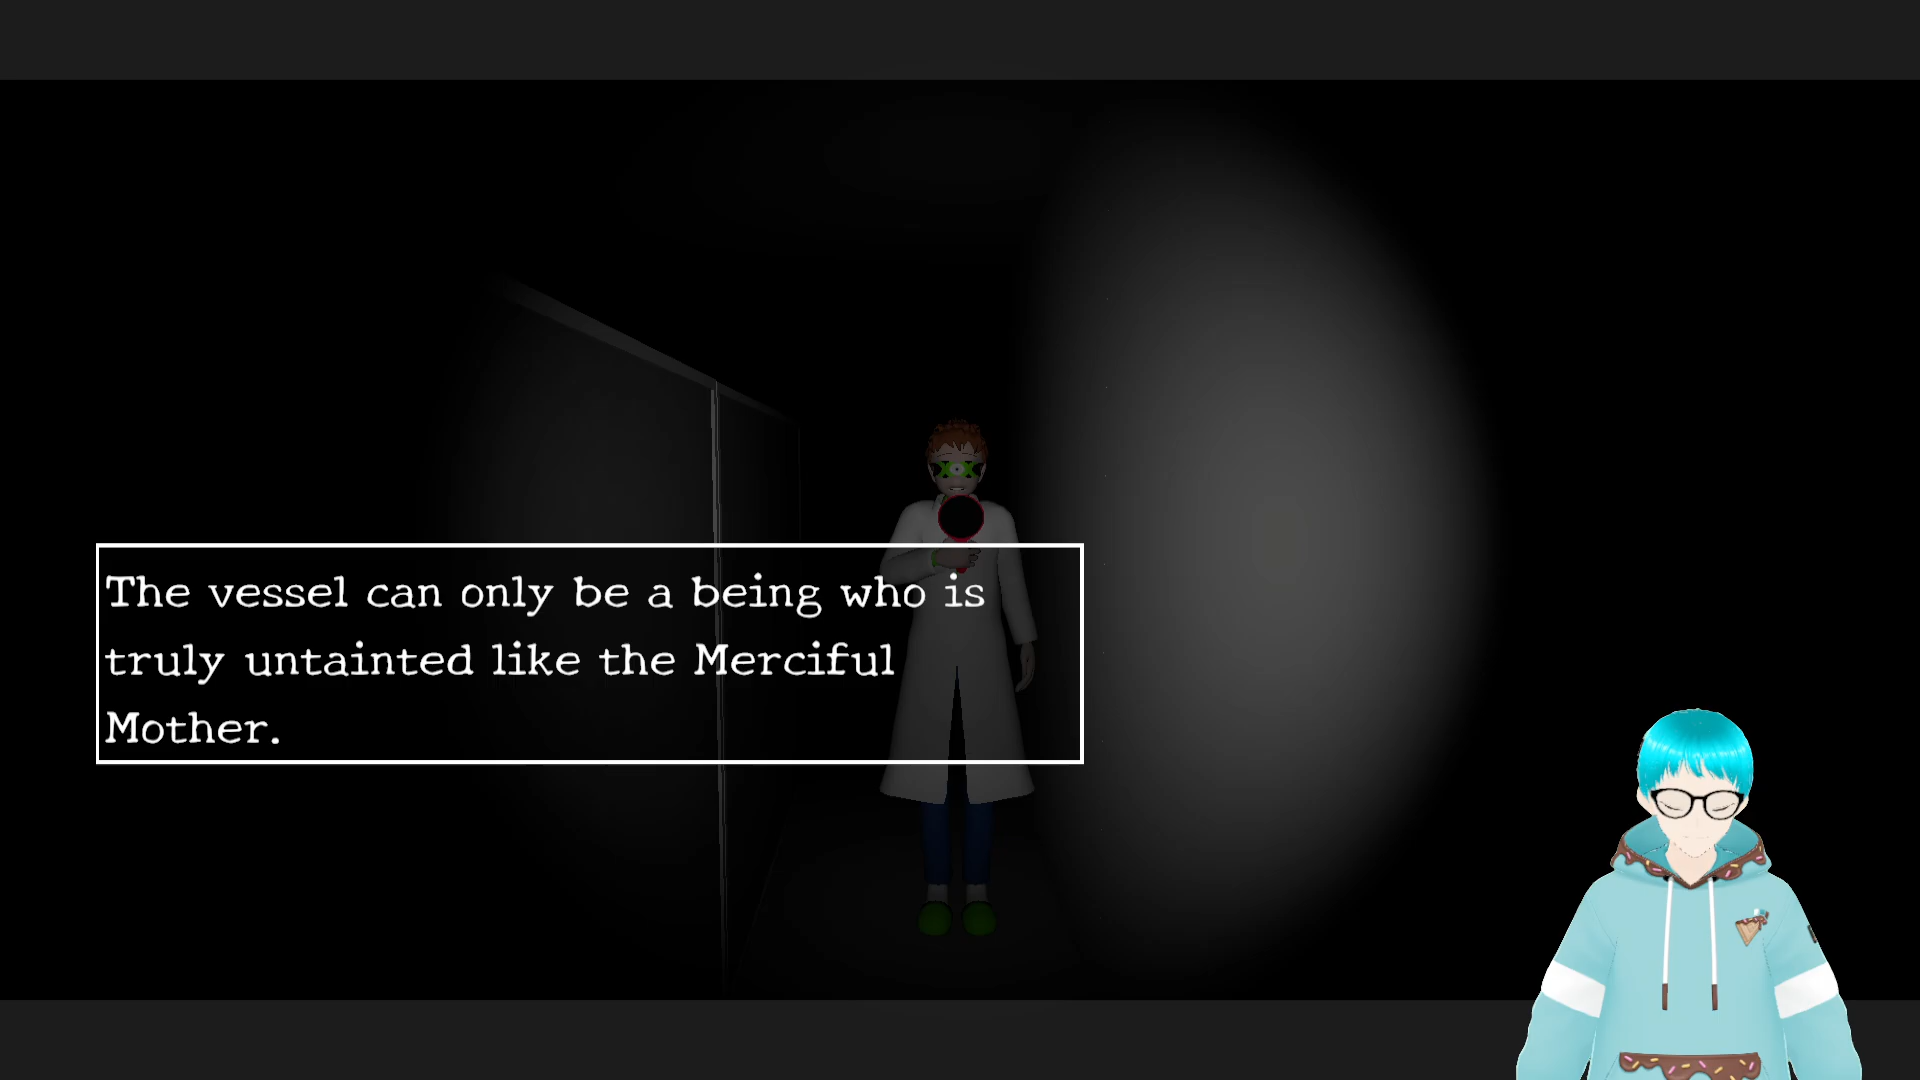 The vessel can only be a being who is
truly untainted like the Merciful
Mother.